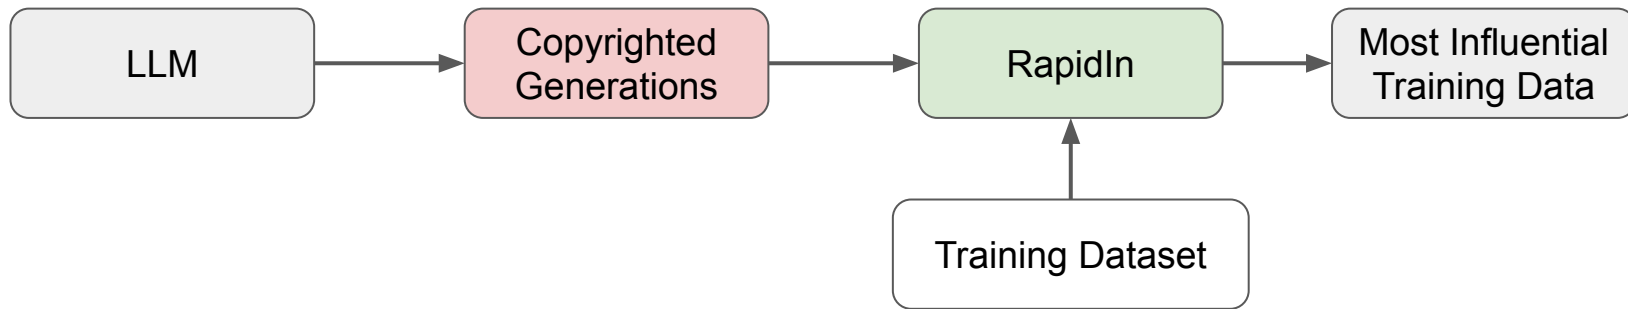 LLM
Copyrighted
Generations
RapidIn
Most Influential
Training Data
Training Dataset